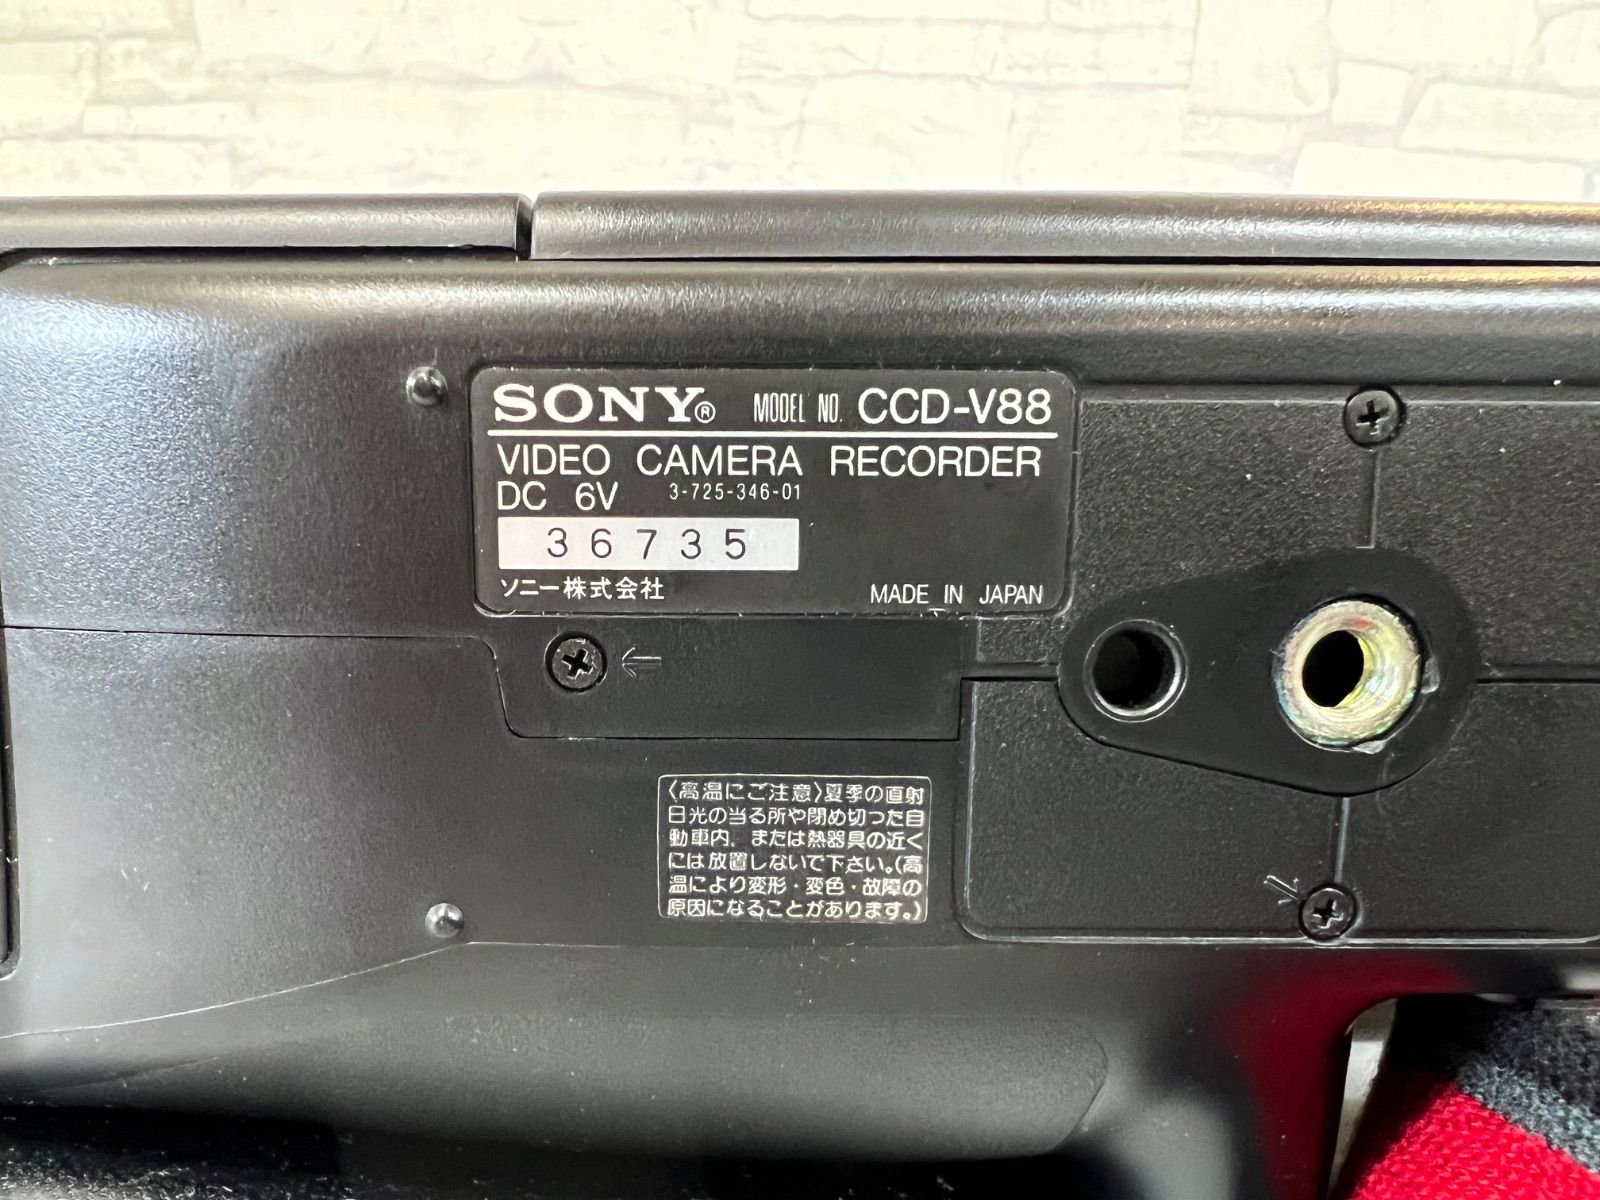 SONY® MODEL NO. CCD-V88
VIDEO CAMERA RECORDER
DC 6V 3-725-346-01
36735
ソニー株式会社 MADE IN JAPAN
〈高温にご注意〉夏季の直射
日光の当る所や閉め切った自
動車内、または熱器具の近く
には放置しないで下さい。(高
温により変形・変色・故障の
原因になることがあります。)